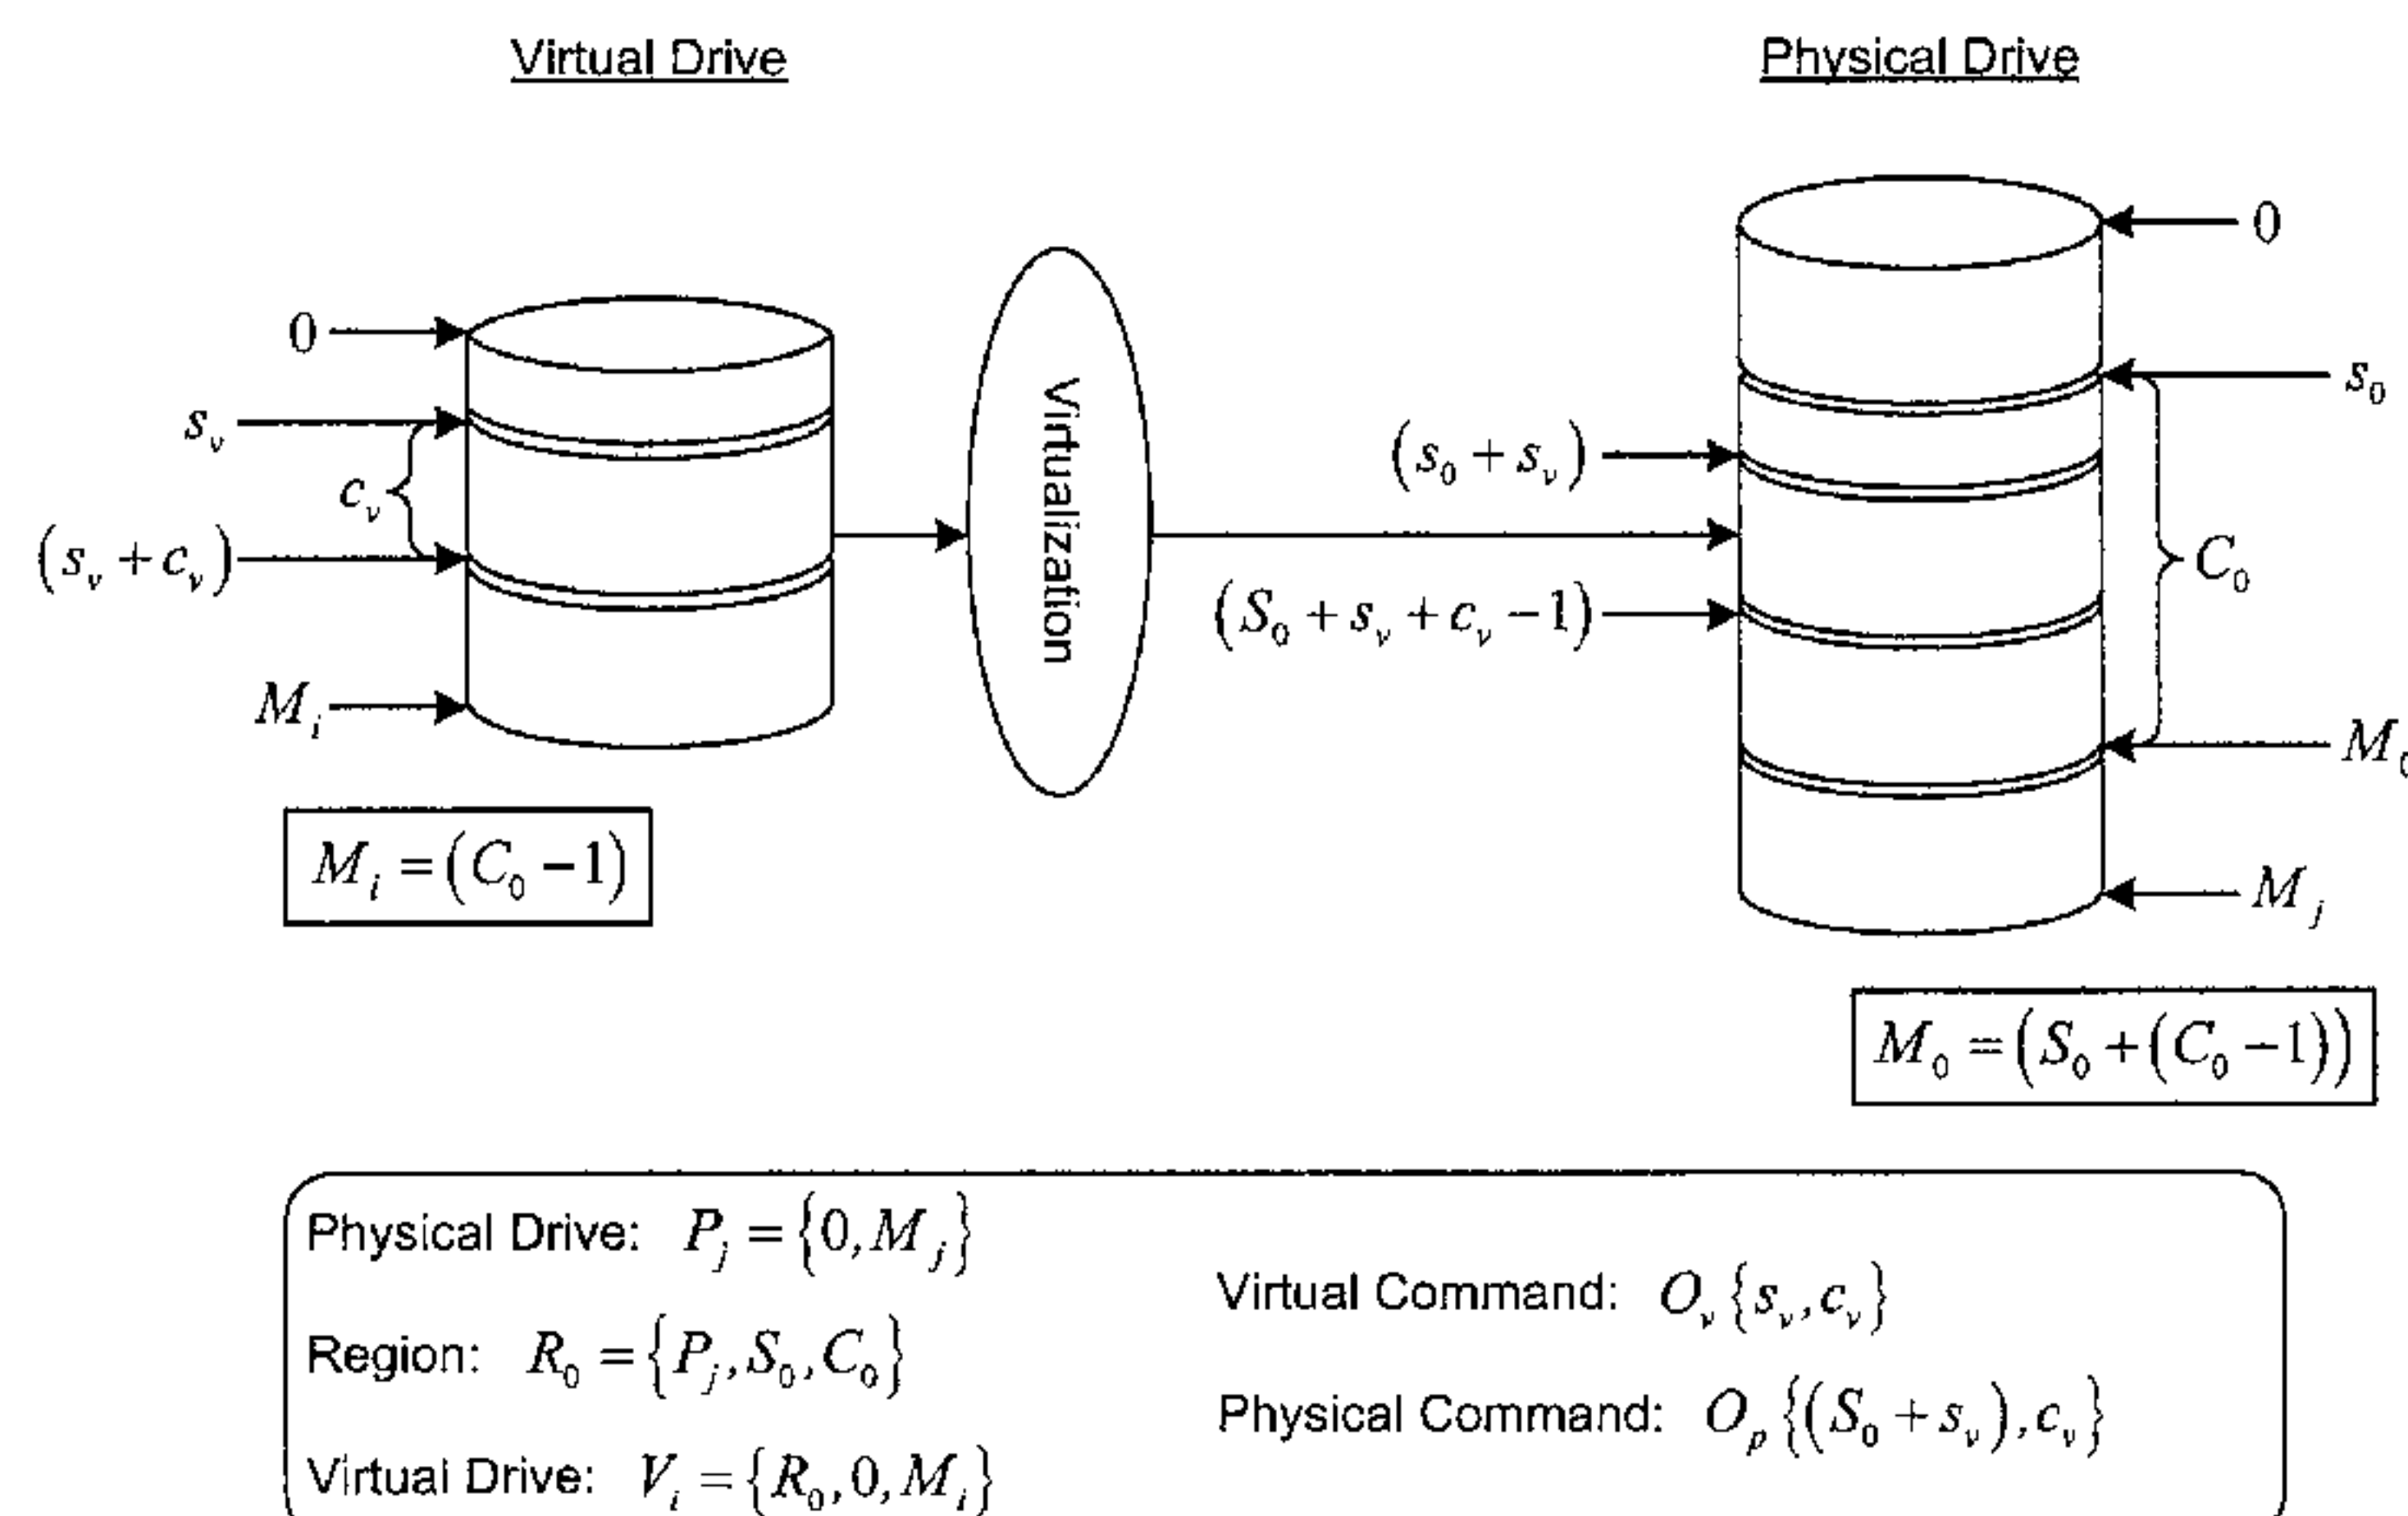 Virtual Drive
Physical Drive
0
s_v
c_v
(s_v + c_v)
M_i
M_i = (C_0 − 1)
Virtualization
(s_0 + s_v)
(S_0 + s_v + c_v − 1)
0
s_0
C_0
M_0
M_j
M_0 = (S_0 + (C_0 − 1))
Physical Drive: P_j = {0, M_j}
Region: R_0 = {P_j, S_0, C_0}
Virtual Drive: V_i = {R_0, 0, M_i}
Virtual Command: O_v {s_v, c_v}
Physical Command: O_p {(S_0 + s_v), c_v}